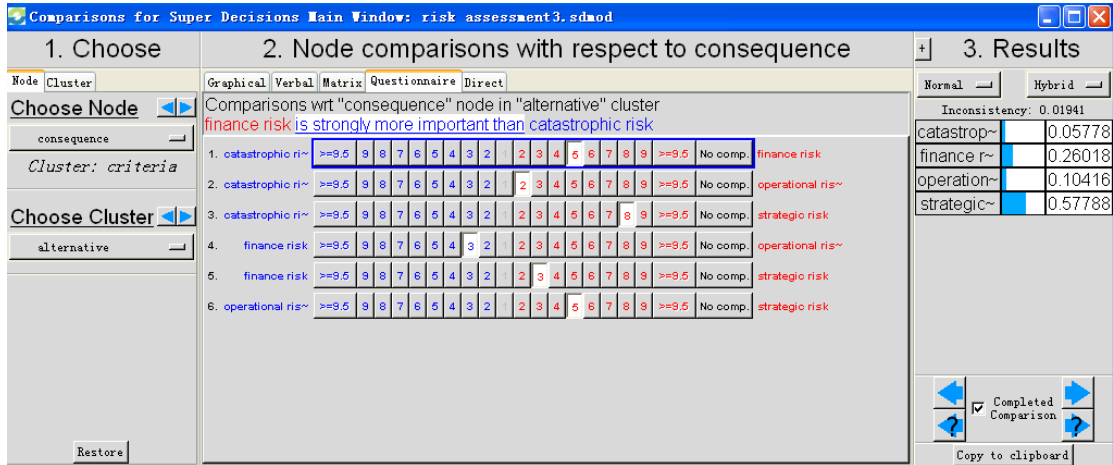 Comparisons for Super Decisions Main Window: risk assessment3.sdmod
1. Choose
2. Node comparisons with respect to consequence
+ 3. Results
Node Cluster
Graphical Verbal Matrix Questionnaire Direct
Normal Hybrid
Choose Node
consequence
Cluster: criteria
Choose Cluster
alternative
Restore
Comparisons wrt "consequence" node in "alternative" cluster
finance risk is strongly more important than catastrophic risk
1. catastrophic ri~ >=9.5 9 8 7 6 5 4 3 2 1 2 3 4 5 6 7 8 9 >=9.5 No comp. finance risk
2. catastrophic ri~ >=9.5 9 8 7 6 5 4 3 2 1 2 3 4 5 6 7 8 9 >=9.5 No comp. operational ris~
3. catastrophic ri~ >=9.5 9 8 7 6 5 4 3 2 1 2 3 4 5 6 7 8 9 >=9.5 No comp. strategic risk
4. finance risk >=9.5 9 8 7 6 5 4 3 2 1 2 3 4 5 6 7 8 9 >=9.5 No comp. operational ris~
5. finance risk >=9.5 9 8 7 6 5 4 3 2 1 2 3 4 5 6 7 8 9 >=9.5 No comp. strategic risk
6. operational ris~ >=9.5 9 8 7 6 5 4 3 2 1 2 3 4 5 6 7 8 9 >=9.5 No comp. strategic risk
Inconsistency: 0.01941
catastrop~ 0.05778
finance r~ 0.26018
operation~ 0.10416
strategic~ 0.57788
Completed
Comparison
? ?
Copy to clipboard